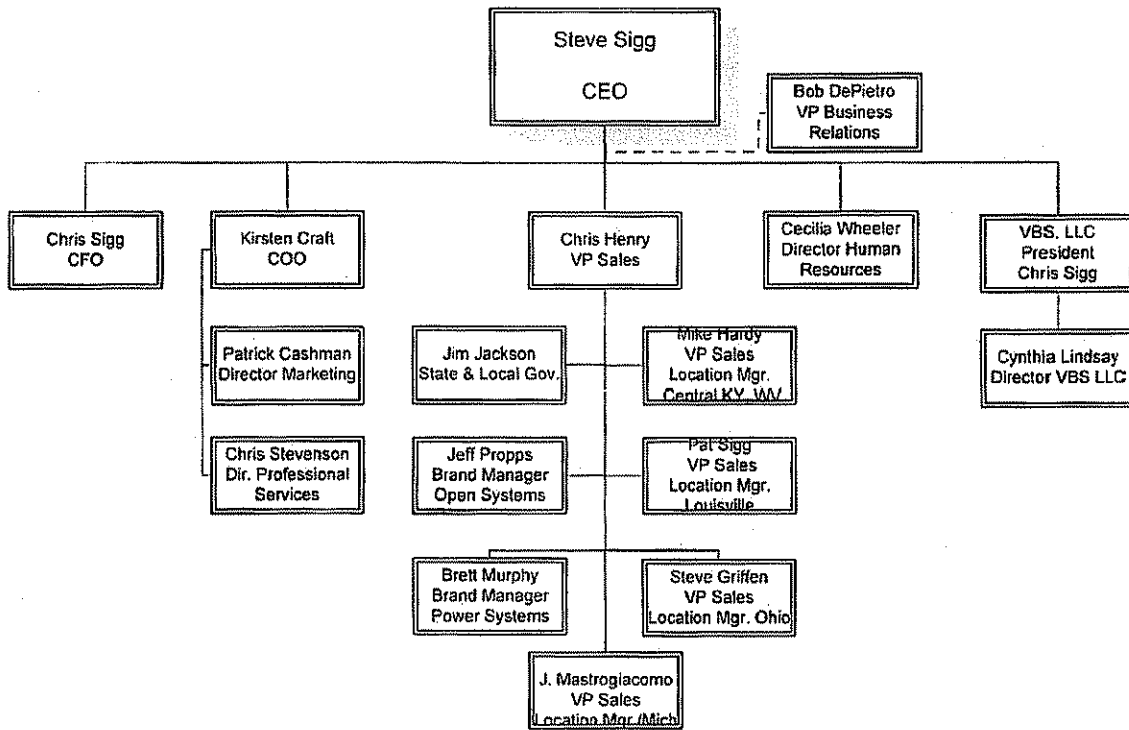 Steve Sigg
CEO
Bob DePietro
VP Business
Relations
Chris Sigg
CFO
Kirsten Craft
COO
Chris Henry
VP Sales
Cecilia Wheeler
Director Human
Resources
VBS, LLC
President
Chris Sigg
Patrick Cashman
Director Marketing
Jim Jackson
State & Local Gov.
Mike Hardy
VP Sales
Location Mgr.
Central KY, WV
Cynthia Lindsay
Director VBS LLC
Chris Stevenson
Dir. Professional
Services
Jeff Propps
Brand Manager
Open Systems
Pat Sigg
VP Sales
Location Mgr.
Louisville
Brett Murphy
Brand Manager
Power Systems
Steve Griffen
VP Sales
Location Mgr. Ohio
J. Mastrogiacomo
VP Sales
Location Mgr./Mich